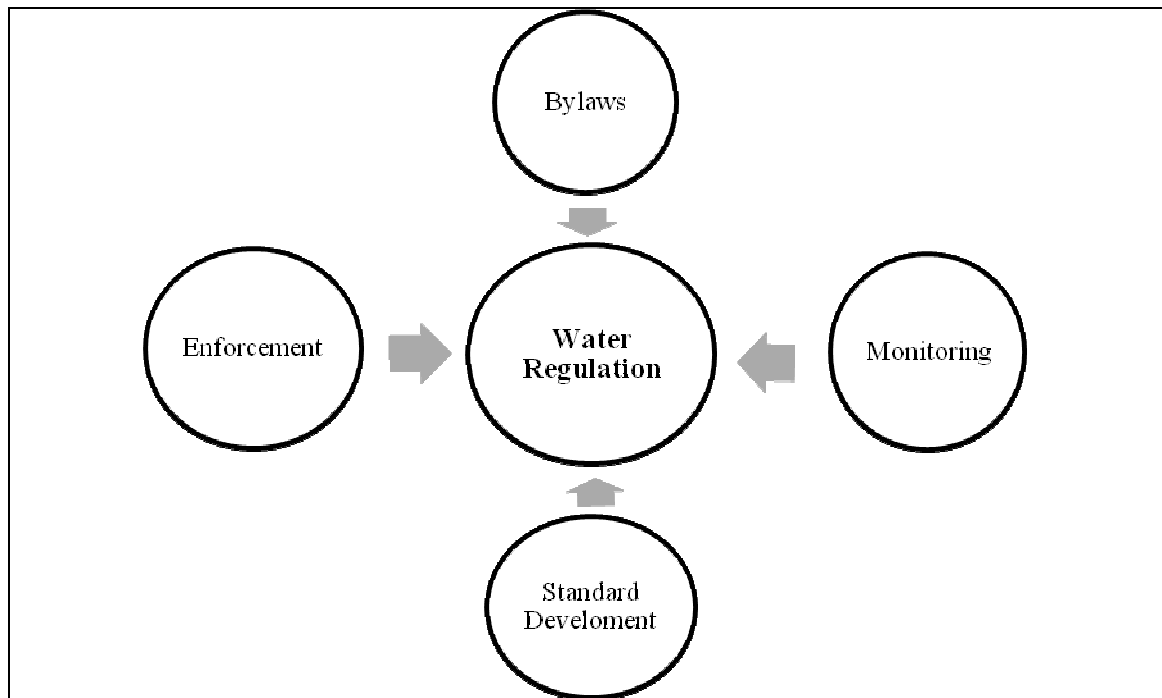 Bylaws
Enforcement
Water
Regulation
Monitoring
Standard
Develoment